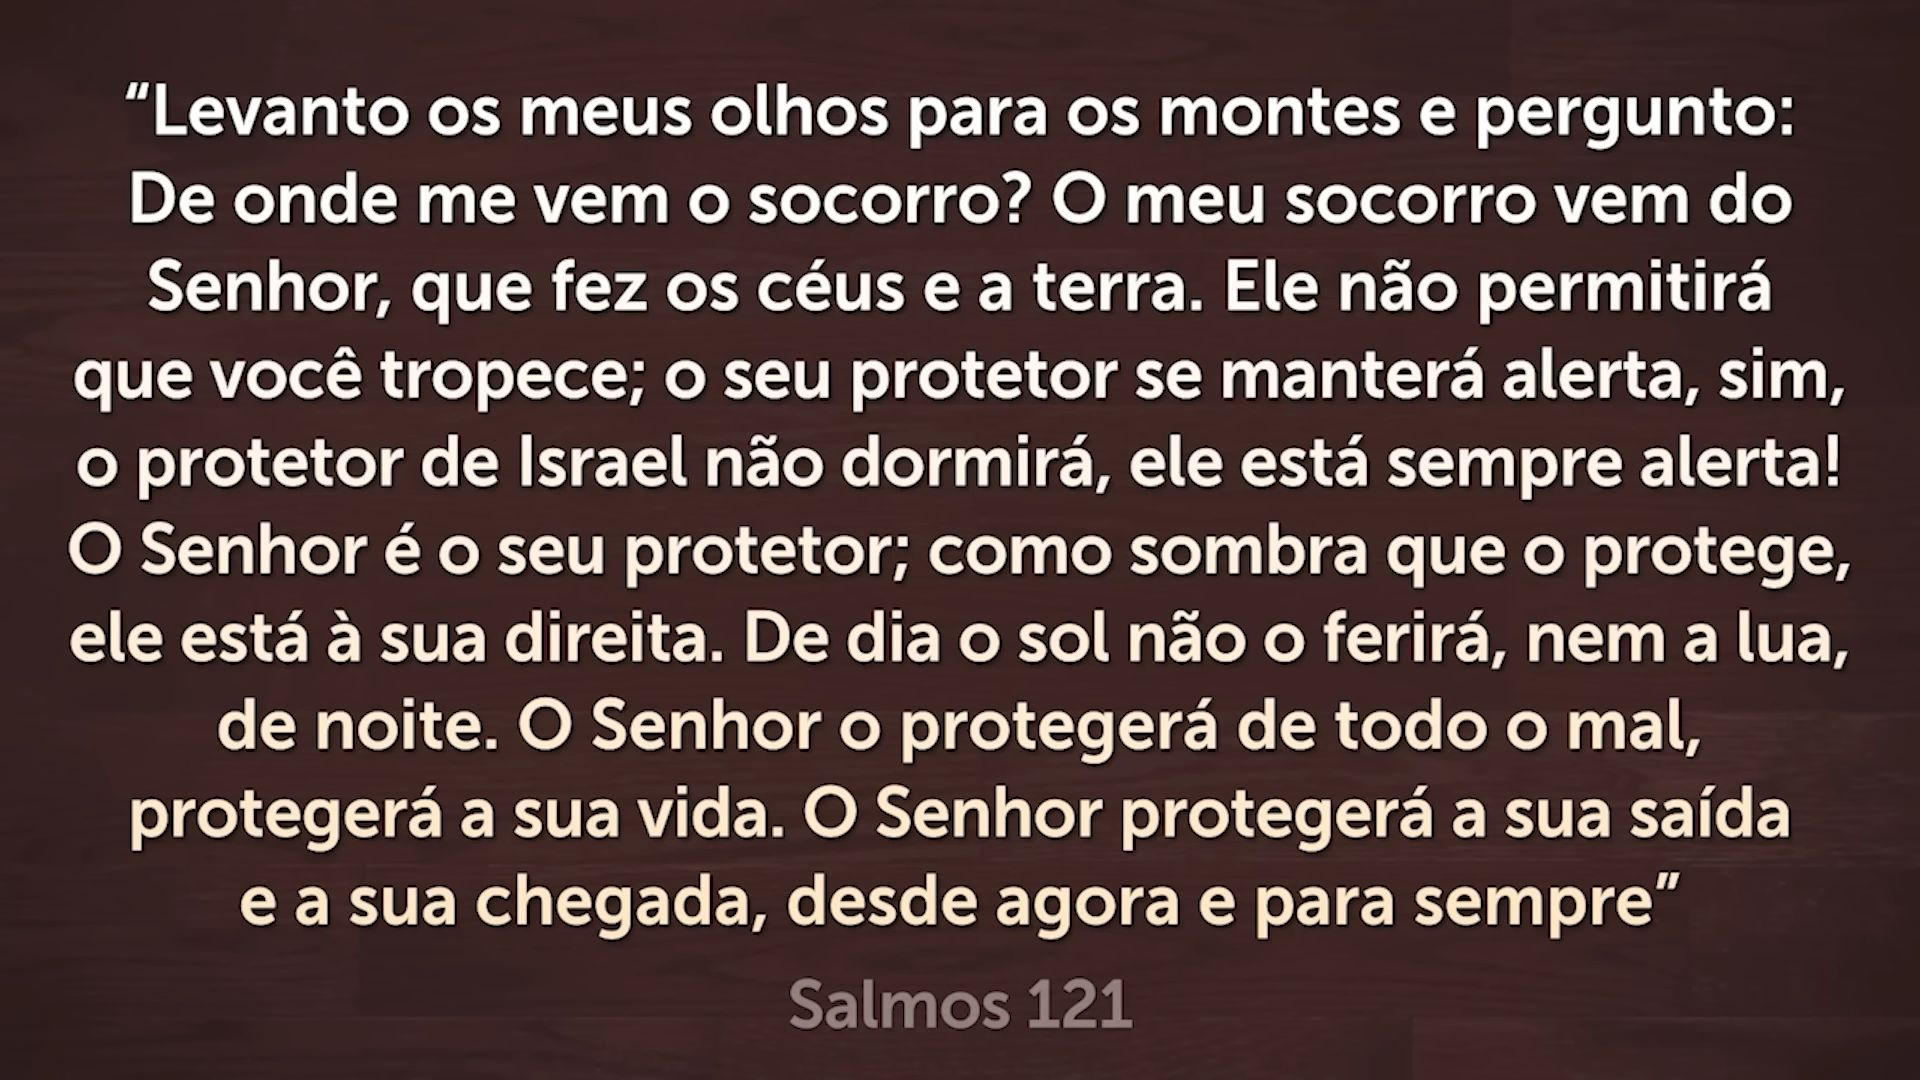 “Levanto os meus olhos para os montes e pergunto:
De onde me vem o socorro? O meu socorro vem do
Senhor, que fez os céus e a terra. Ele não permitirá
que você tropece; o seu protetor se manterá alerta, sim,
o protetor de Israel não dormirá, ele está sempre alerta!
O Senhor é o seu protetor; como sombra que o protege,
ele está à sua direita. De dia o sol não o ferirá, nem a lua,
de noite. O Senhor o protegerá de todo o mal,
protegerá a sua vida. O Senhor protegerá a sua saída
e a sua chegada, desde agora e para sempre”
Salmos 121